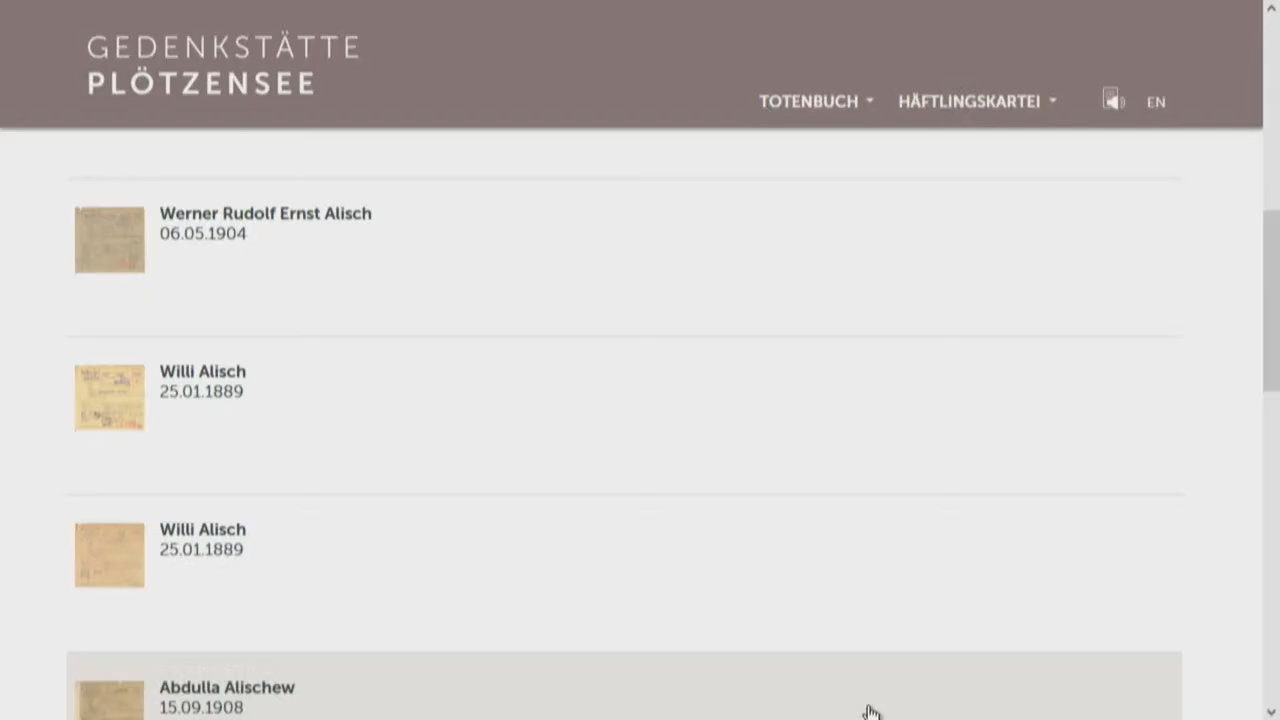 GEDENKSTÄTTE
PLÖTZENSEE
TOTENBUCH HÄFTLINGSKARTEI EN
Werner Rudolf Ernst Alisch
06.05.1904
Willi Alisch
25.01.1889
Willi Alisch
25.01.1889
Abdulla Alischew
15.09.1908